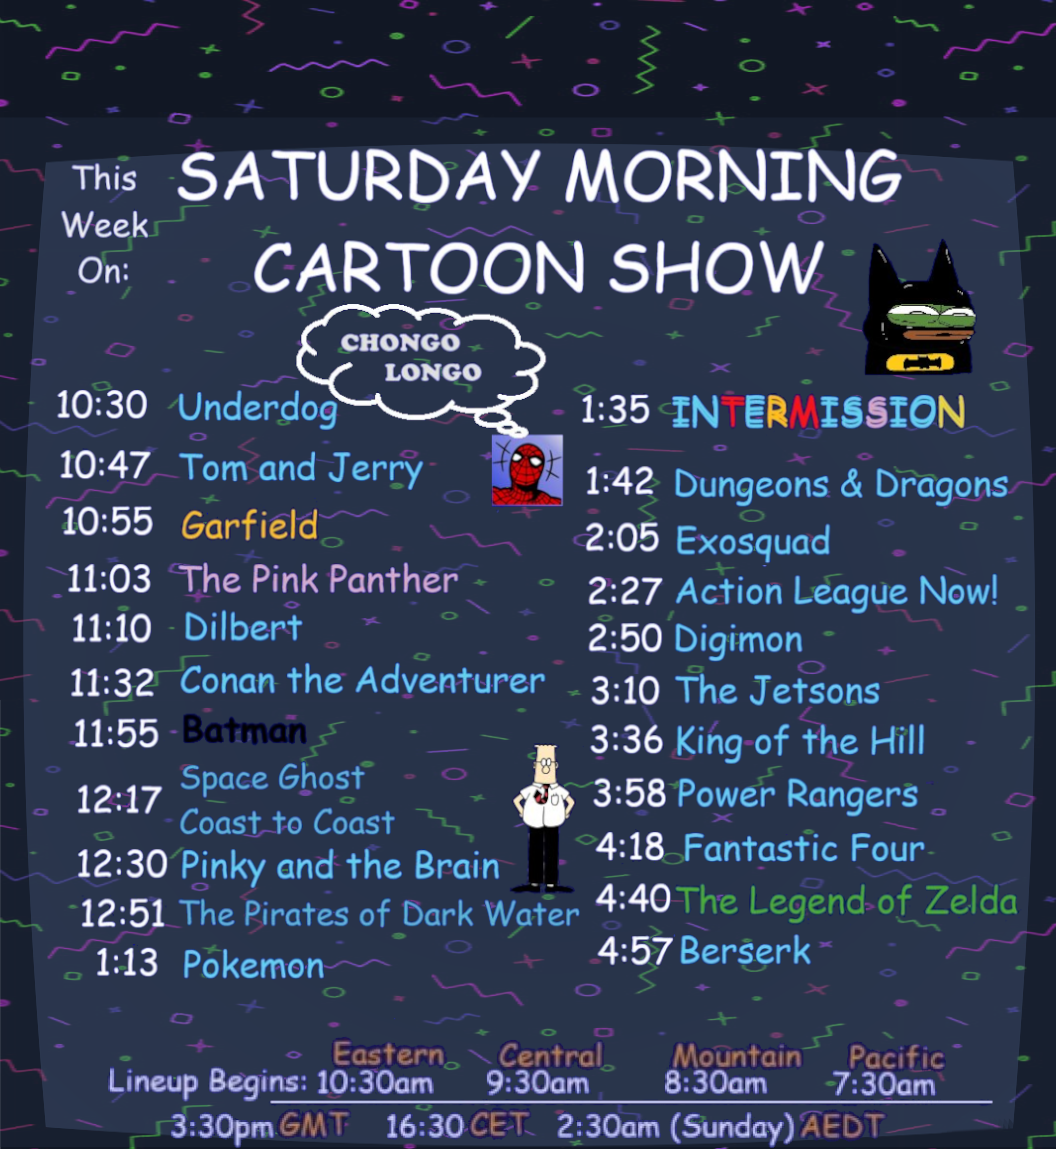 This
Week
On:
SATURDAY MORNING
CARTOON SHOW
CHONGO
LONGO
10:30 Underdog
10:47 Tom and Jerry
10:55 Garfield
11:03 The Pink Panther
11:10 Dilbert
11:32 Conan the Adventurer
11:55 Batman
12:17 Space Ghost
Coast to Coast
12:30 Pinky and the Brain
12:51 The Pirates of Dark Water
1:13 Pokemon
1:35 INTERMISSION
1:42 Dungeons & Dragons
2:05 Exosquad
2:27 Action League Now!
2:50 Digimon
3:10 The Jetsons
3:36 King of the Hill
3:58 Power Rangers
4:18 Fantastic Four
4:40 The Legend of Zelda
4:57 Berserk
Eastern Central Mountain Pacific
Lineup Begins: 10:30am 9:30am 8:30am 7:30am
3:30pm GMT 16:30 CET 2:30am (Sunday) AEDT